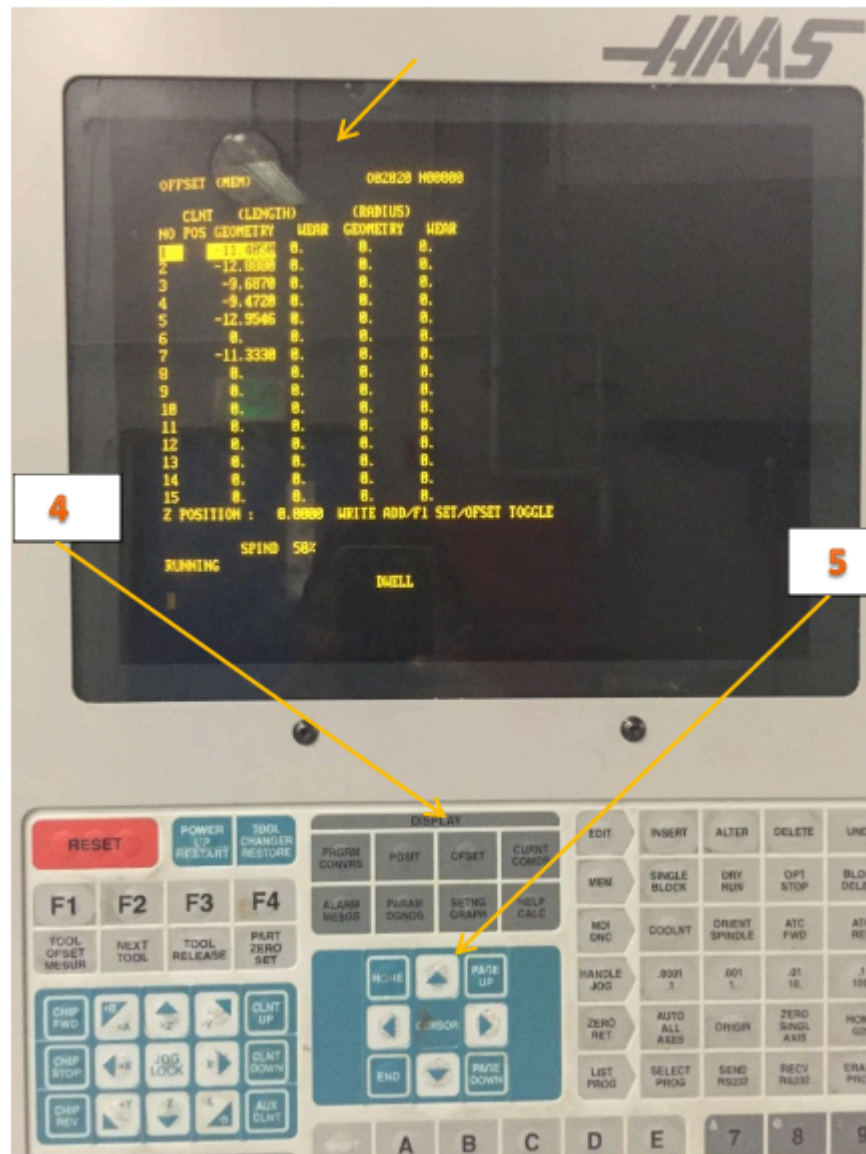 HAAS
OFFSET (MEM) O02020 N00000
CLNT (LENGTH) (RADIUS)
NO POS GEOMETRY WEAR GEOMETRY WEAR
1 0. 0. 0.
2 0. 0. 0.
3 -9.6870 0. 0. 0.
4 -9.4720 0. 0. 0.
5 -12.9546 0. 0. 0.
6 0. 0. 0. 0.
7 -11.3330 0. 0. 0.
8 0. 0. 0. 0.
9 0. 0. 0. 0.
10 0. 0. 0. 0.
11 0. 0. 0. 0.
12 0. 0. 0. 0.
13 0. 0. 0. 0.
14 0. 0. 0. 0.
15 0. 0. 0. 0.
Z POSITION : 0.0000 WRITE ADD/F1 SET/OFSET TOGGLE
SPIND 50%
RUNNING
DWELL
4
5
RESET
POWER UP RESTART
TOOL CHANGER RESTORE
F1 F2 F3 F4
TOOL OFSET MESUR
NEXT TOOL
TOOL RELEASE
PART ZERO SET
DISPLAY
PRGRM CONVRS
POSIT
OFSET
CURNT COMDS
ALARM MESGS
PARAM DGNOS
SETNG GRAPH
HELP CALC
EDIT INSERT ALTER DELETE
MEM
SINGLE BLOCK
DRY RUN
OPT STOP
MDI DNC
COOLNT
ORIENT SPINDLE
ATC FWD
HANDLE JOG
.0001 .1
.001 1.
.01 10.
ZERO RET
AUTO ALL AXES
ORIGIN
ZERO SINGL AXIS
LIST PROG
SELECT PROG
SEND RS232
RECV RS232
CHIP FWD
+B +A
+Z
-Y
CLNT UP
CHIP STOP
+X
JOG LOCK
-X
CLNT DOWN
CHIP REV
+Y
-Z
-A -B
AUX CLNT
HOME
PAGE UP
CURSOR
END
PAGE DOWN
A B C D E 7 8 9